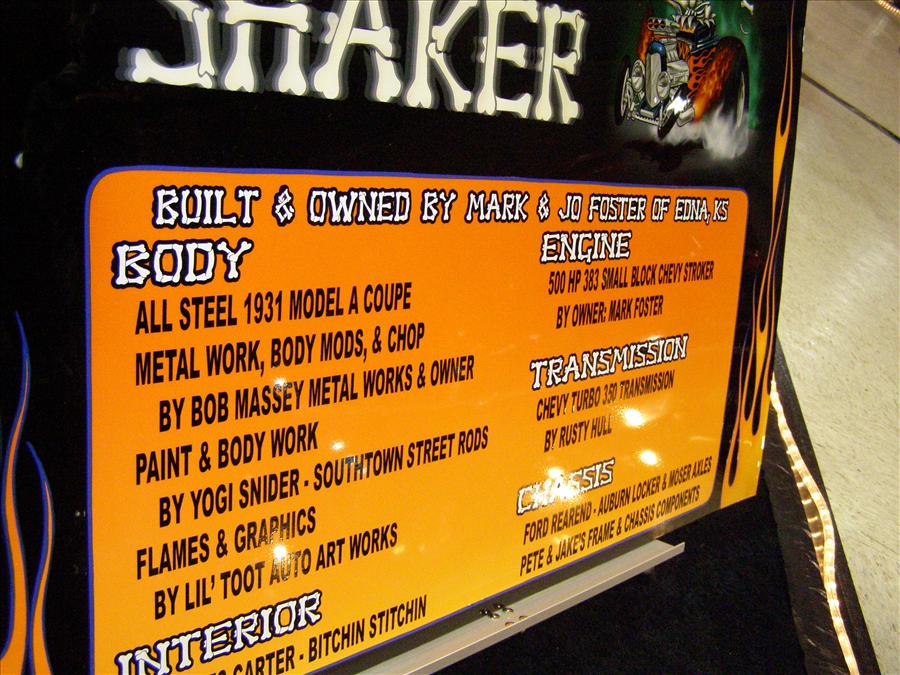 SHAKER
BUILT & OWNED BY MARK & JO FOSTER OF EDNA, KS
BODY
ALL STEEL 1931 MODEL A COUPE
METAL WORK, BODY MODS, & CHOP
BY BOB MASSEY METAL WORKS & OWNER
PAINT & BODY WORK
BY YOGI SNIDER - SOUTHTOWN STREET RODS
FLAMES & GRAPHICS
BY LIL' TOOT AUTO ART WORKS
INTERIOR
CARTER - BITCHIN STITCHIN
ENGINE
500 HP 383 SMALL BLOCK CHEVY STROKER
BY OWNER: MARK FOSTER
TRANSMISSION
CHEVY TURBO 350 TRANSMISSION
BY RUSTY HULL
CHASSIS
FORD REAREND - AUBURN LOCKER & MOSER AXLES
PETE & JAKE'S FRAME & CHASSIS COMPONENTS